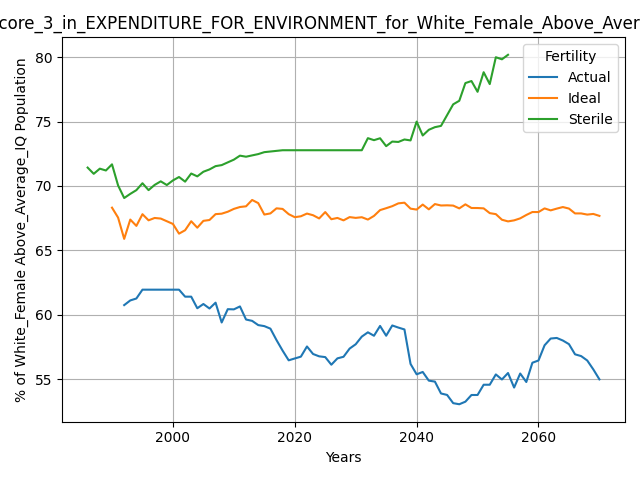 core_3_in_EXPENDITURE_FOR_ENVIRONMENT_for_White_Female_Above_Aver
Fertility
Actual
Ideal
Sterile
% of White_Female Above_Average_IQ Population
80
75
70
65
60
55
2000
2020
2040
2060
Years